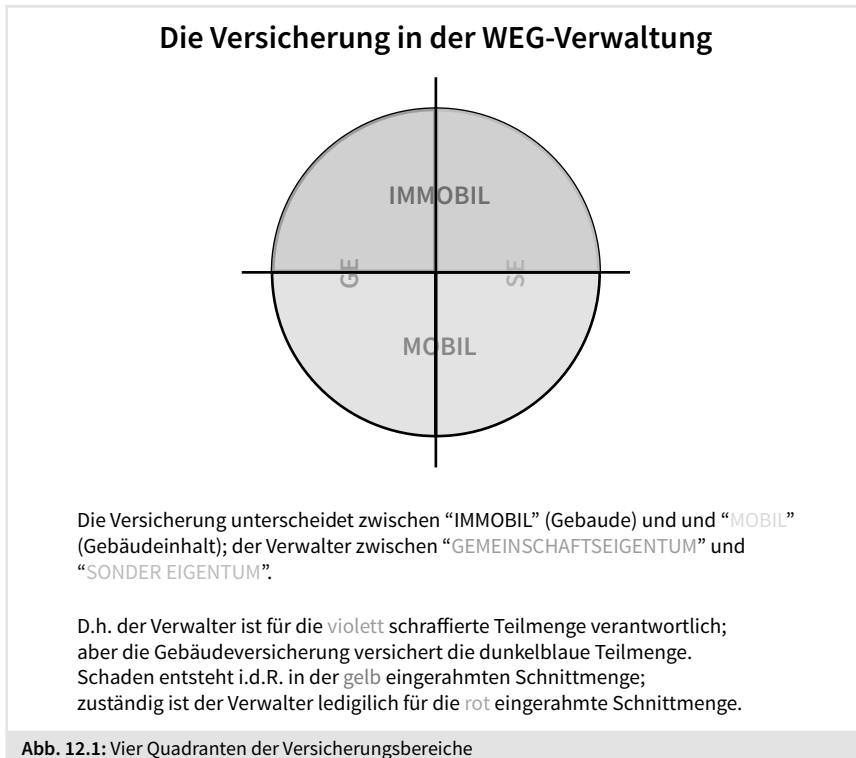 Die Versicherung in der WEG-Verwaltung
IMMOBIL
GE
SE
MOBIL
Die Versicherung unterscheidet zwischen “IMMOBIL” (Gebaude) und und “MOBIL”
(Gebäudeinhalt); der Verwalter zwischen “GEMEINSCHAFTSEIGENTUM” und
“SONDER EIGENTUM”.
D.h. der Verwalter ist für die violett schraffierte Teilmenge verantwortlich;
aber die Gebäudeversicherung versichert die dunkelblaue Teilmenge.
Schaden entsteht i.d.R. in der gelb eingerahmten Schnittmenge;
zuständig ist der Verwalter ledigilich für die rot eingerahmte Schnittmenge.
Abb. 12.1: Vier Quadranten der Versicherungsbereiche